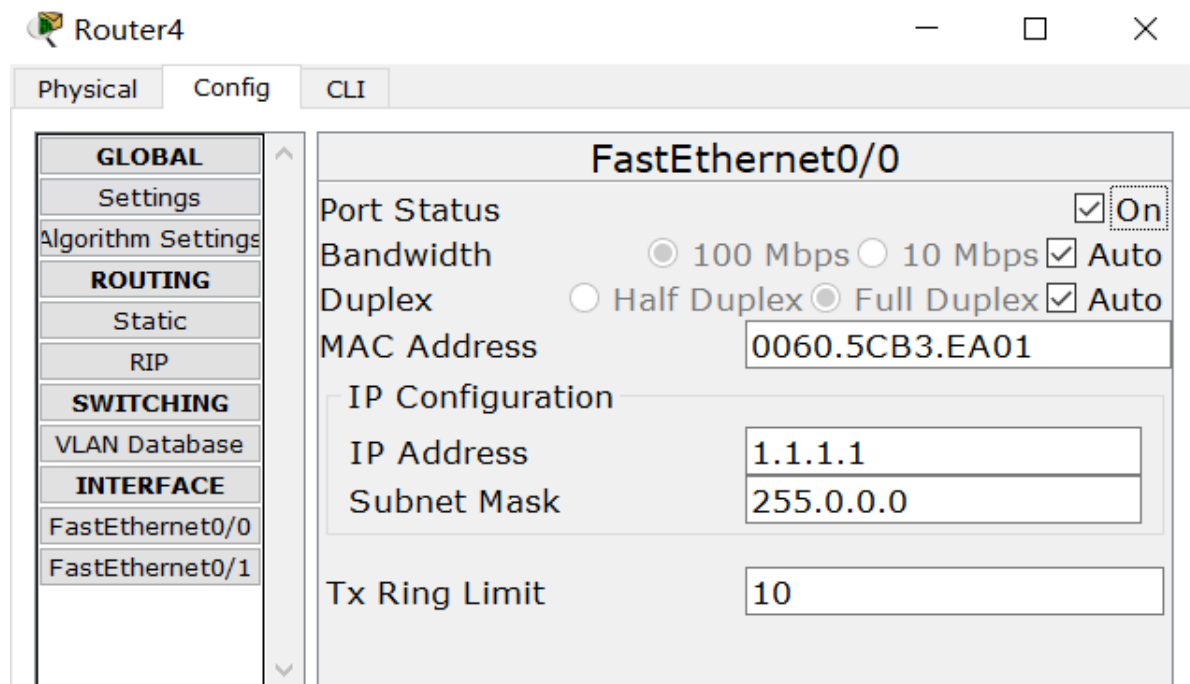 Router4
Physical Config CLI
GLOBAL
Settings
Algorithm Settings
ROUTING
Static
RIP
SWITCHING
VLAN Database
INTERFACE
FastEthernet0/0
FastEthernet0/1
FastEthernet0/0
Port Status On
Bandwidth 100 Mbps 10 Mbps Auto
Duplex Half Duplex Full Duplex Auto
MAC Address 0060.5CB3.EA01
IP Configuration
IP Address 1.1.1.1
Subnet Mask 255.0.0.0
Tx Ring Limit 10